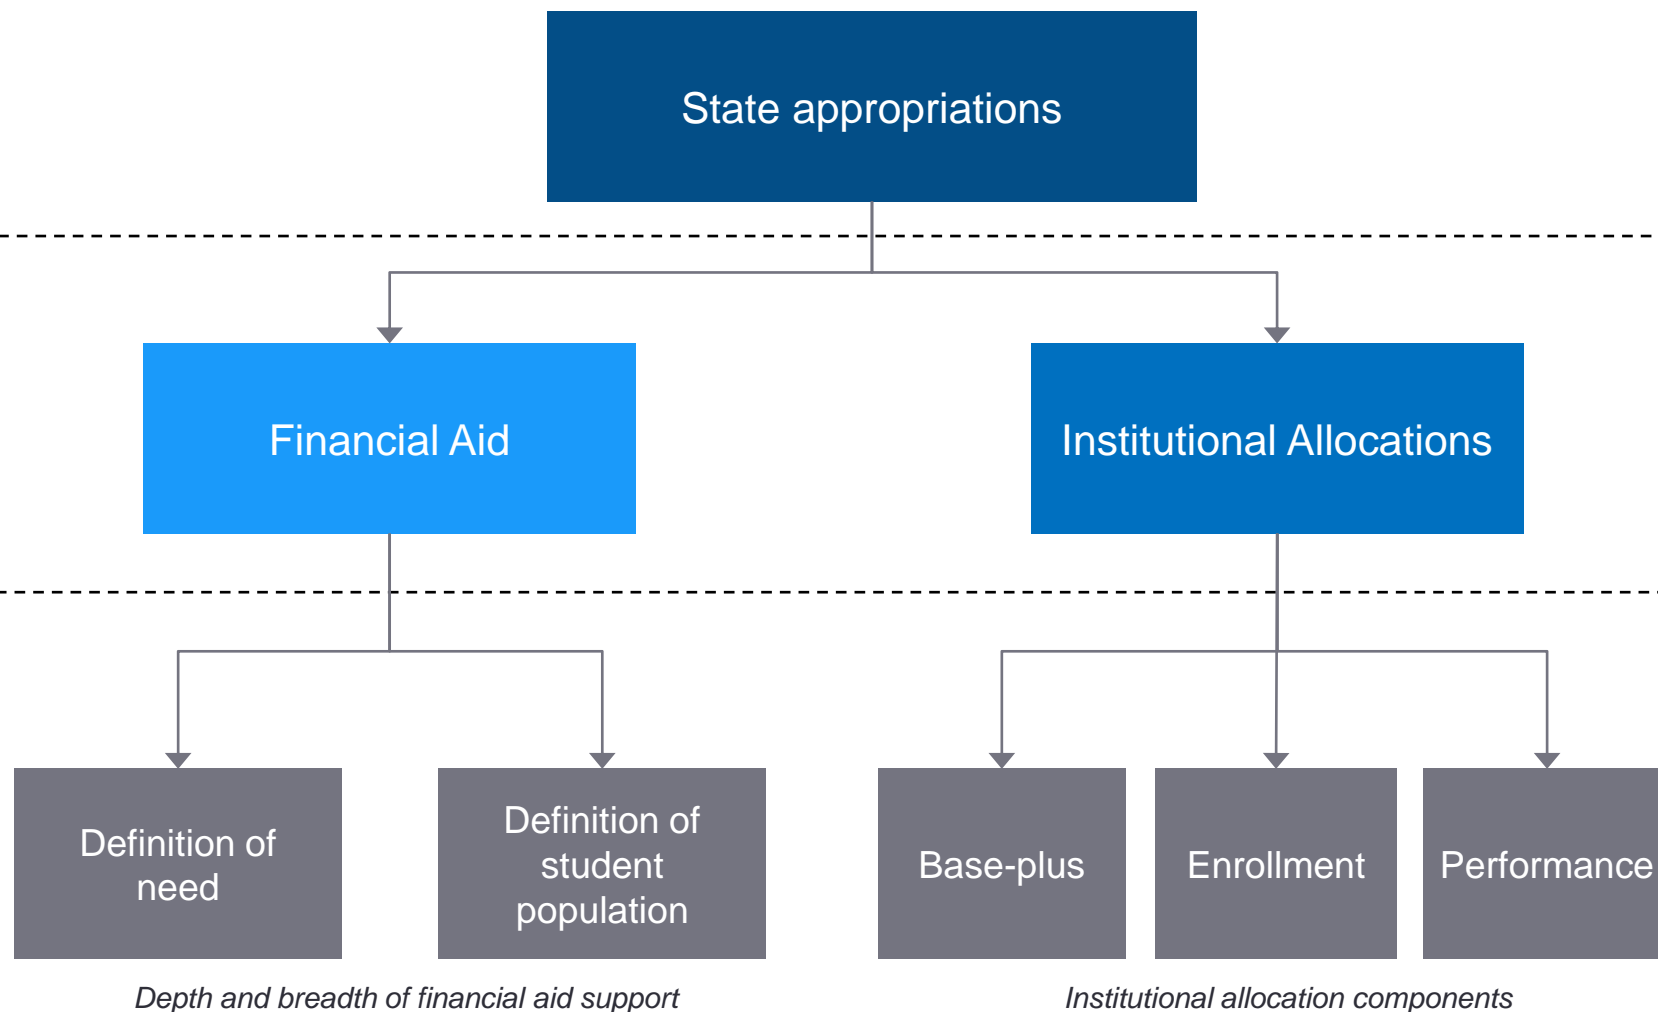 State appropriations
Financial Aid
Institutional Allocations
Definition of
need
Definition of
student
population
Base-plus
Enrollment
Performance
Depth and breadth of financial aid support
Institutional allocation components